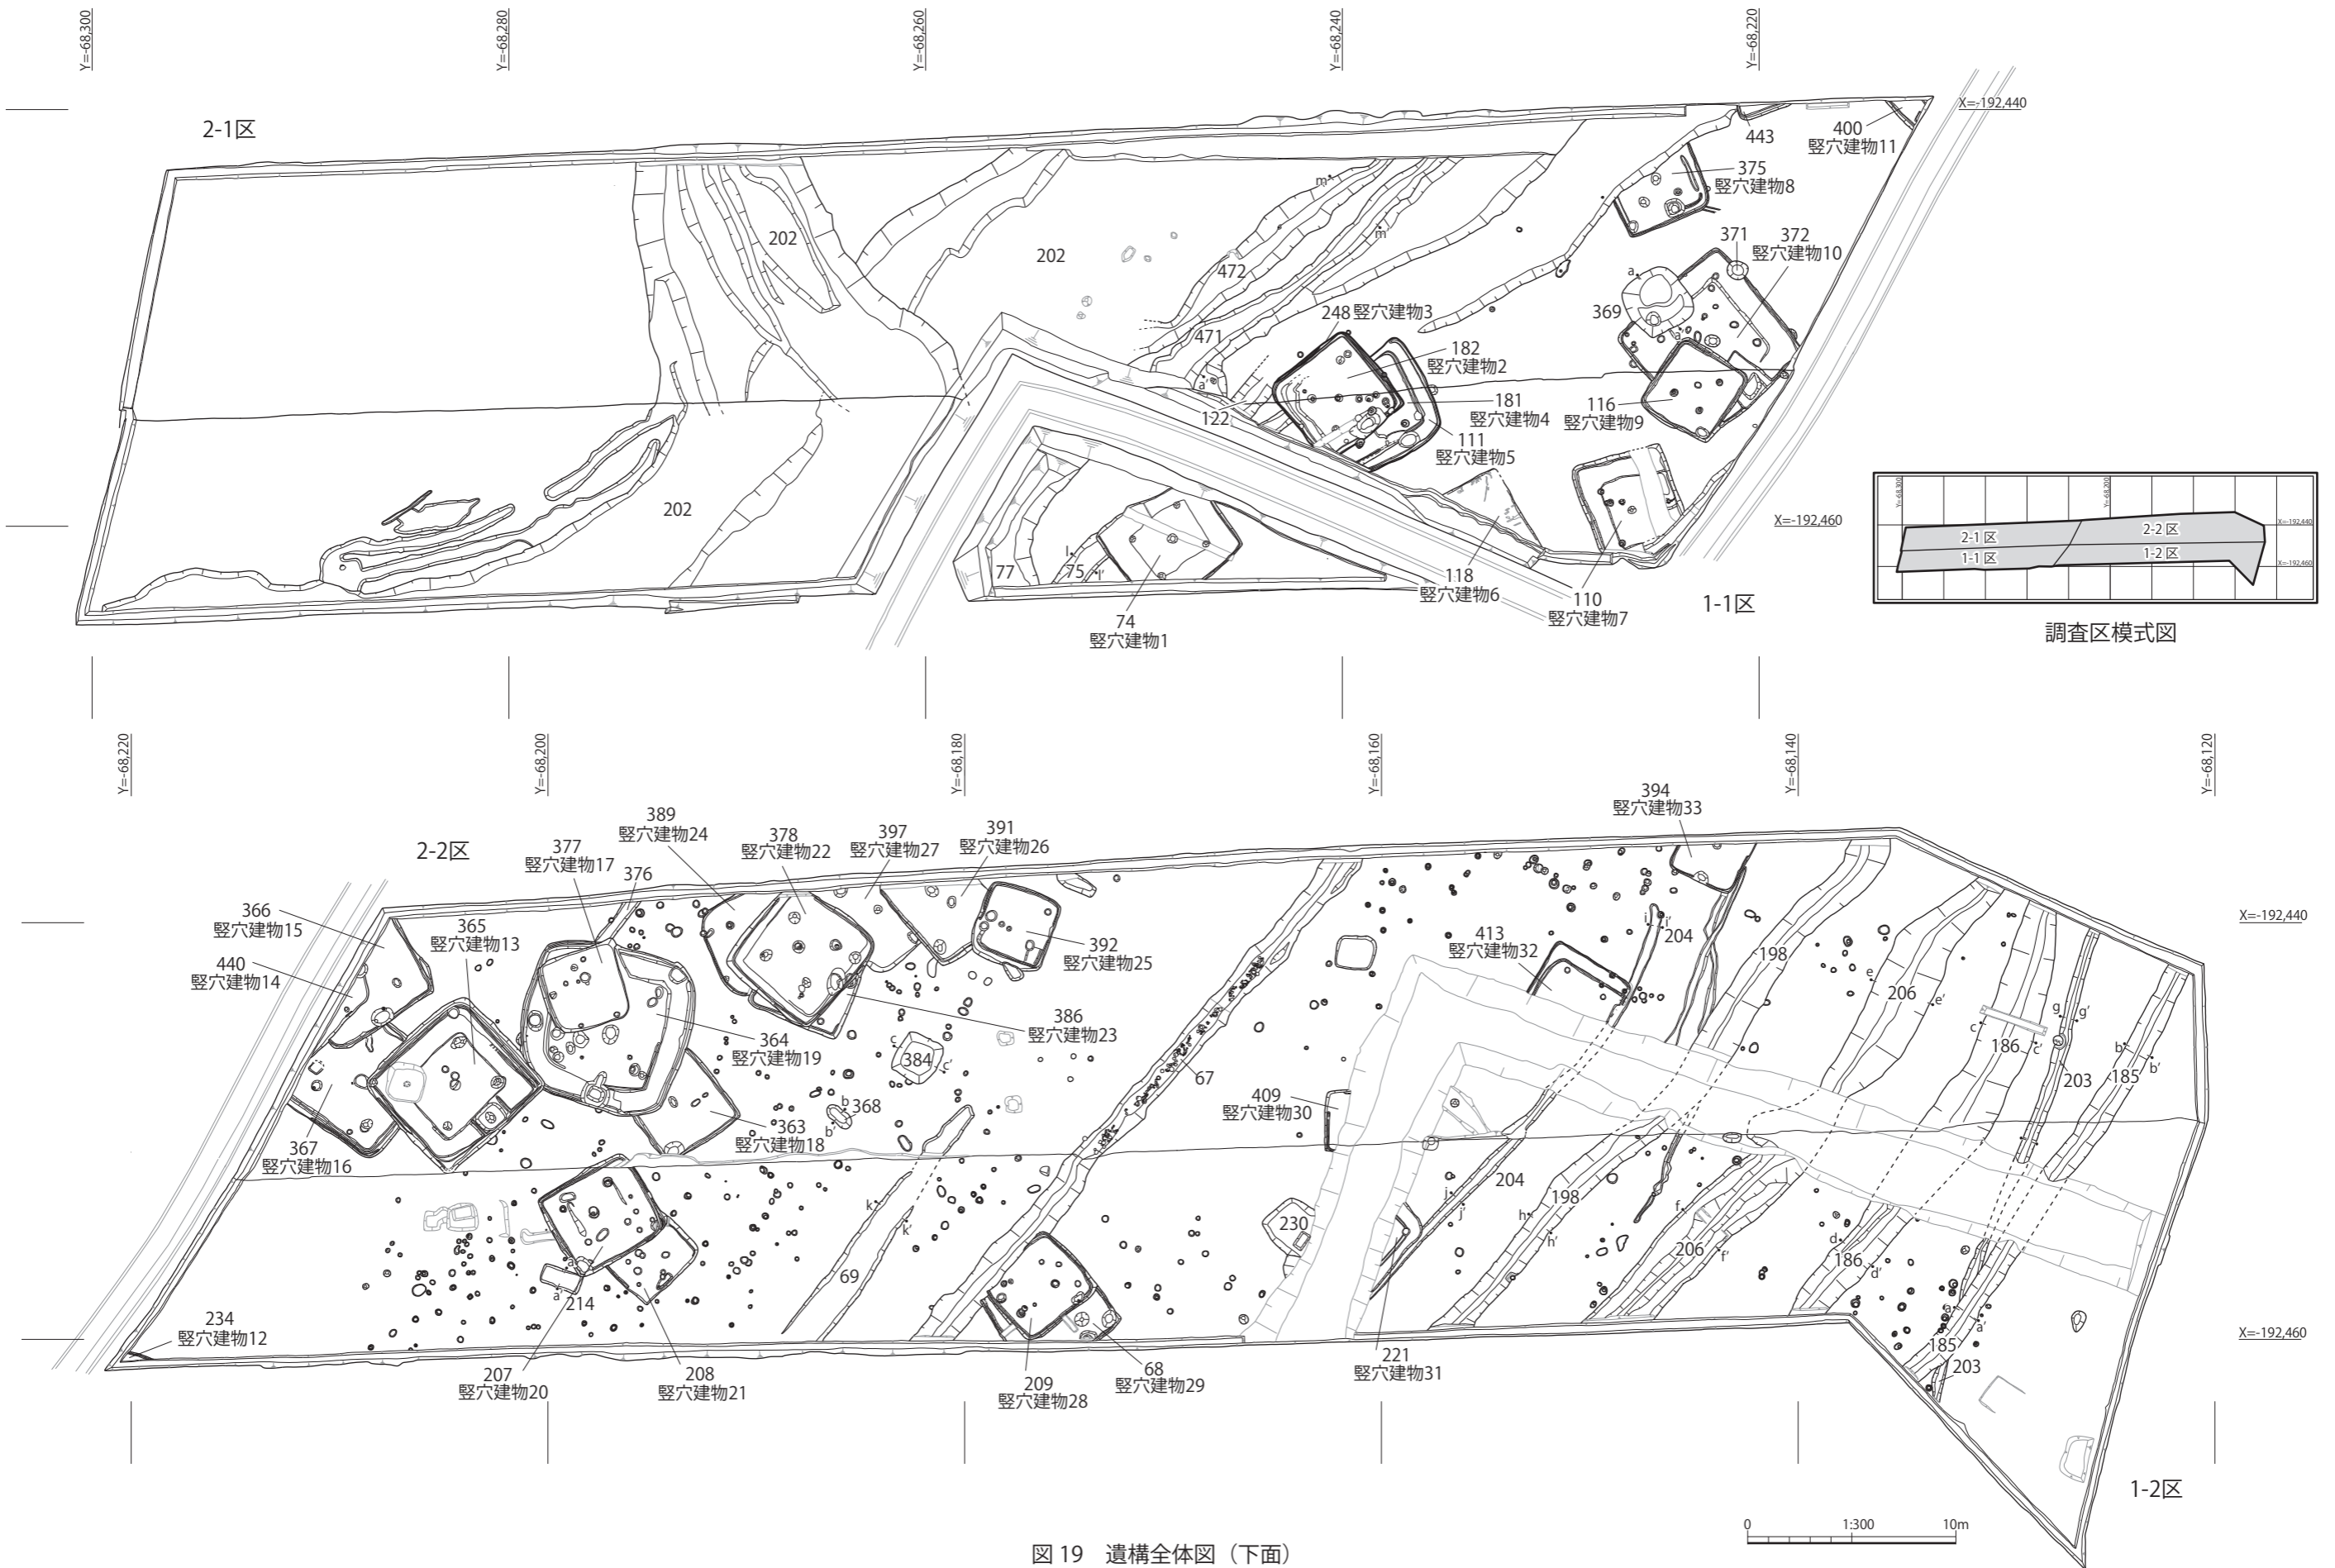 Y=-68,300
Y=-68,280
Y=-68,260
Y=-68,240
Y=-68,220
2-1区
X=-192,440
443
400
竪穴建物11
375
竪穴建物8
371
372
竪穴建物10
369
a
a'
202
202
m
m'
472
471
248 竪穴建物3
182
竪穴建物2
181
竪穴建物4
111
竪穴建物5
116
竪穴建物9
a'
122
202
X=-192,460
77
75
l
l'
118
竪穴建物6
110
竪穴建物7
1-1区
74
竪穴建物1
Y=-68,300
Y=-68,200
X=-192,440
2-1 区
2-2 区
1-1 区
1-2 区
X=-192,460
調査区模式図
Y=-68,220
Y=-68,200
Y=-68,180
Y=-68,160
Y=-68,140
Y=-68,120
2-2区
389
竪穴建物24
378
竪穴建物22
397
竪穴建物27
391
竪穴建物26
394
竪穴建物33
377
竪穴建物17
376
366
竪穴建物15
365
竪穴建物13
440
竪穴建物14
392
竪穴建物25
413
竪穴建物32
i
i'
204
198
e
e'
206
X=-192,440
386
竪穴建物23
364
竪穴建物19
c
384
c'
67
c
186
c'
g
g'
203
b
b'
185
367
竪穴建物16
363
竪穴建物18
b
368
b'
409
竪穴建物30
k
k'
69
j
j'
204
h
198
h'
f
206
f'
d
186
d'
230
a
a'
214
234
竪穴建物12
207
竪穴建物20
208
竪穴建物21
209
竪穴建物28
68
竪穴建物29
221
竪穴建物31
a
a'
185
203
X=-192,460
1-2区
0
1:300
10m
図 19　遺構全体図（下面）